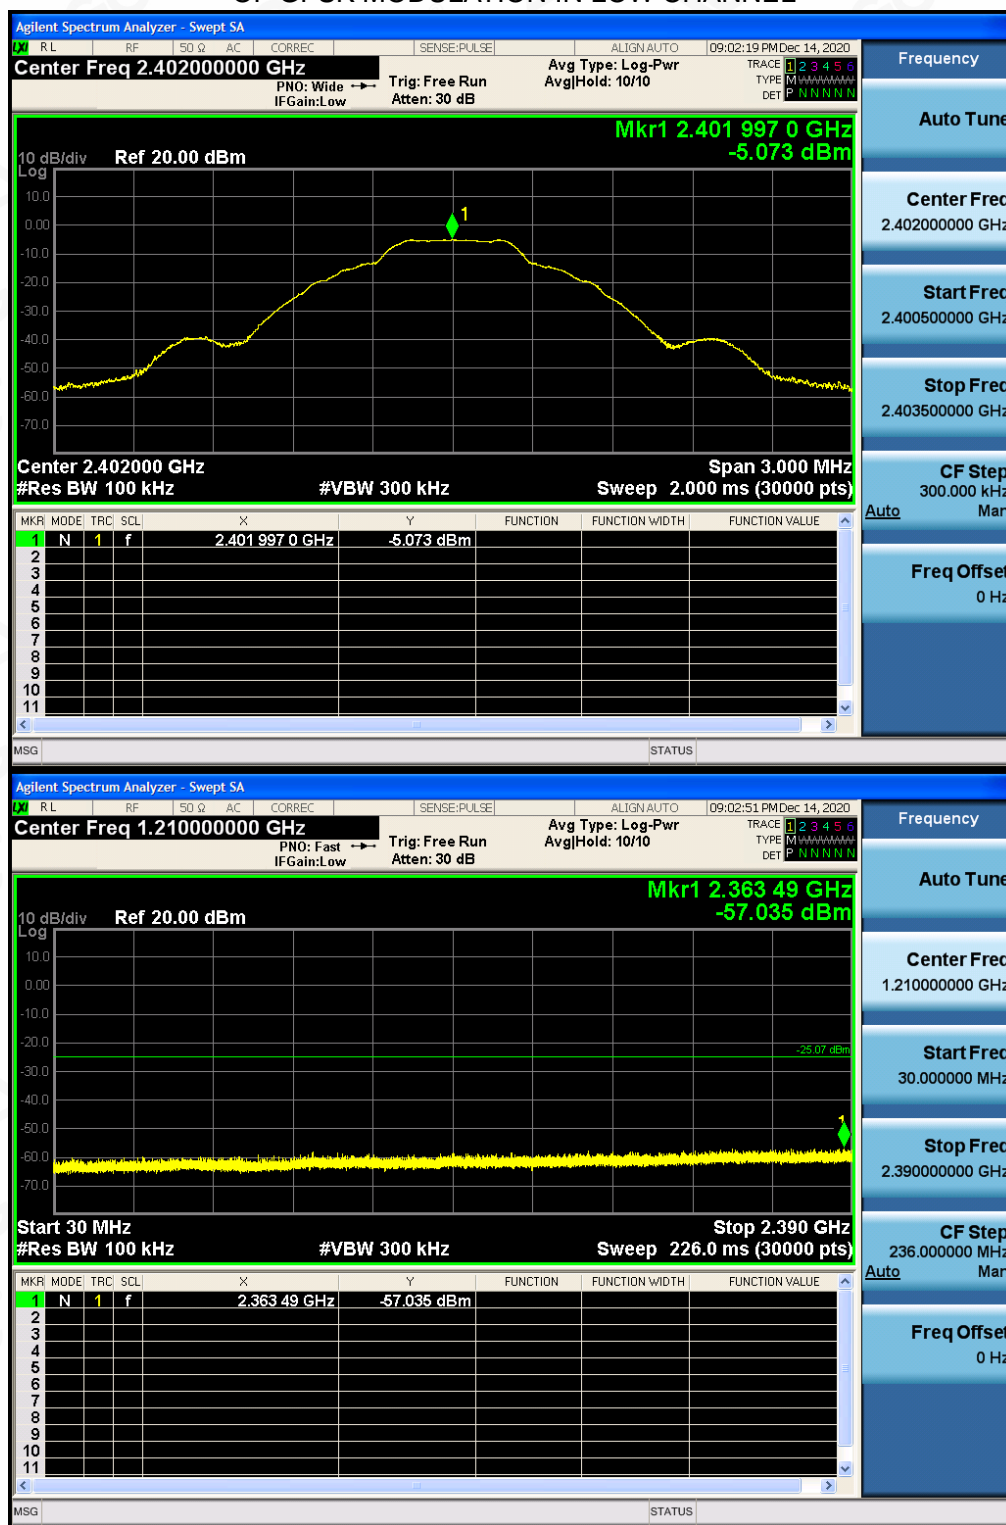 OF GFSK MODULATION IN LOW CHANNEL
Agilent Spectrum Analyzer - Swept SA
LXI RL RF 50 Ω AC CORREC SENSE:PULSE ALIGN AUTO 09:02:19 PM Dec 14, 2020
Center Freq 2.402000000 GHz
PNO: Wide
IFGain:Low
Trig: Free Run
Atten: 30 dB
Avg Type: Log-Pwr
Avg|Hold: 10/10
TRACE 1 2 3 4 5 6
TYPE M
DET P N N N N N
Mkr1 2.401 997 0 GHz
-5.073 dBm
10 dB/div Ref 20.00 dBm
Log
10.0
0.00
-10.0
-20.0
-30.0
-40.0
-50.0
-60.0
-70.0
1
Center 2.402000 GHz Span 3.000 MHz
#Res BW 100 kHz #VBW 300 kHz Sweep 2.000 ms (30000 pts)
MKR MODE TRC SCL X Y FUNCTION FUNCTION WIDTH FUNCTION VALUE
1 N 1 f 2.401 997 0 GHz -5.073 dBm
2
3
4
5
6
7
8
9
10
11
MSG STATUS
Frequency
Auto Tune
Center Freq
2.402000000 GHz
Start Freq
2.400500000 GHz
Stop Freq
2.403500000 GHz
CF Step
300.000 kHz
Auto Man
Freq Offset
0 Hz
Agilent Spectrum Analyzer - Swept SA
LXI RL RF 50 Ω AC CORREC SENSE:PULSE ALIGN AUTO 09:02:51 PM Dec 14, 2020
Center Freq 1.210000000 GHz
PNO: Fast
IFGain:Low
Trig: Free Run
Atten: 30 dB
Avg Type: Log-Pwr
Avg|Hold: 10/10
TRACE 1 2 3 4 5 6
TYPE M
DET P N N N N N
Mkr1 2.363 49 GHz
-57.035 dBm
10 dB/div Ref 20.00 dBm
Log
10.0
0.00
-10.0
-20.0
-25.07 dBm
-30.0
-40.0
-50.0
-60.0
-70.0
1
Start 30 MHz Stop 2.390 GHz
#Res BW 100 kHz #VBW 300 kHz Sweep 226.0 ms (30000 pts)
MKR MODE TRC SCL X Y FUNCTION FUNCTION WIDTH FUNCTION VALUE
1 N 1 f 2.363 49 GHz -57.035 dBm
2
3
4
5
6
7
8
9
10
11
MSG STATUS
Frequency
Auto Tune
Center Freq
1.210000000 GHz
Start Freq
30.000000 MHz
Stop Freq
2.390000000 GHz
CF Step
236.000000 MHz
Auto Man
Freq Offset
0 Hz